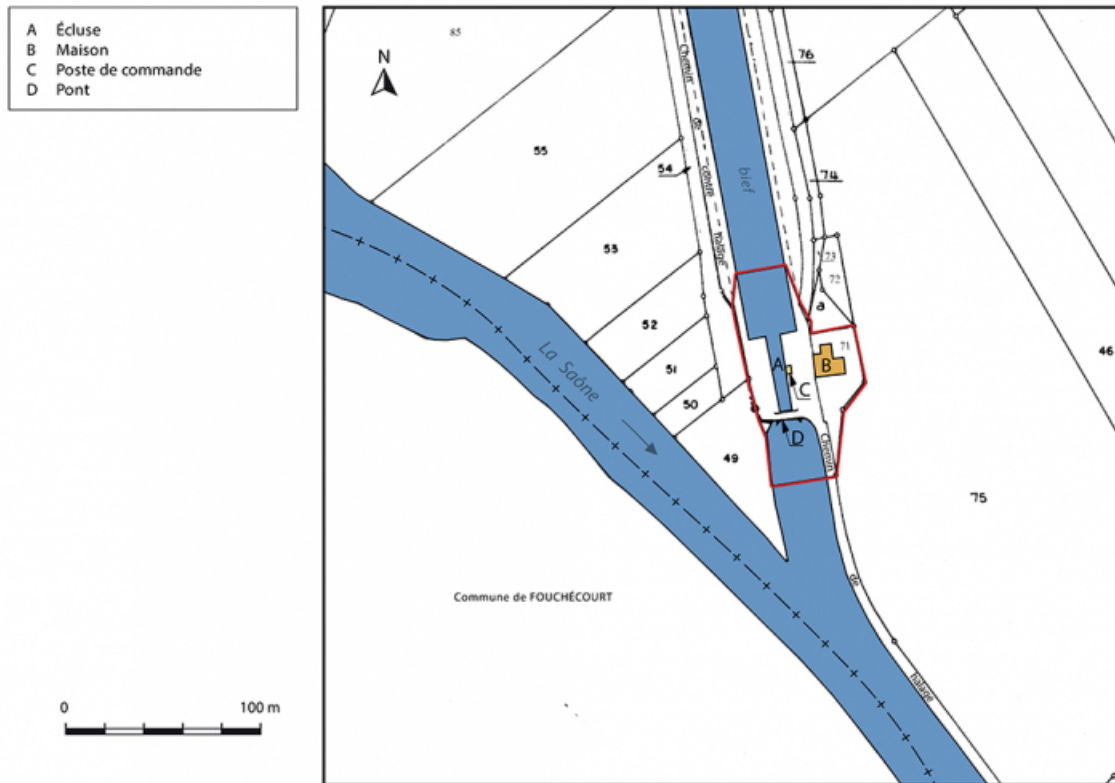 A Écluse
B Maison
C Poste de commande
D Pont
N
0 100 m
85
76
55
Chemin
de
contre
halage
54
bief
74
53
73
72
a
52
La Saône
51
71
A
B
46
50
C
D
49
Chemin
75
de
Commune de FOUCHÉCOURT
halage